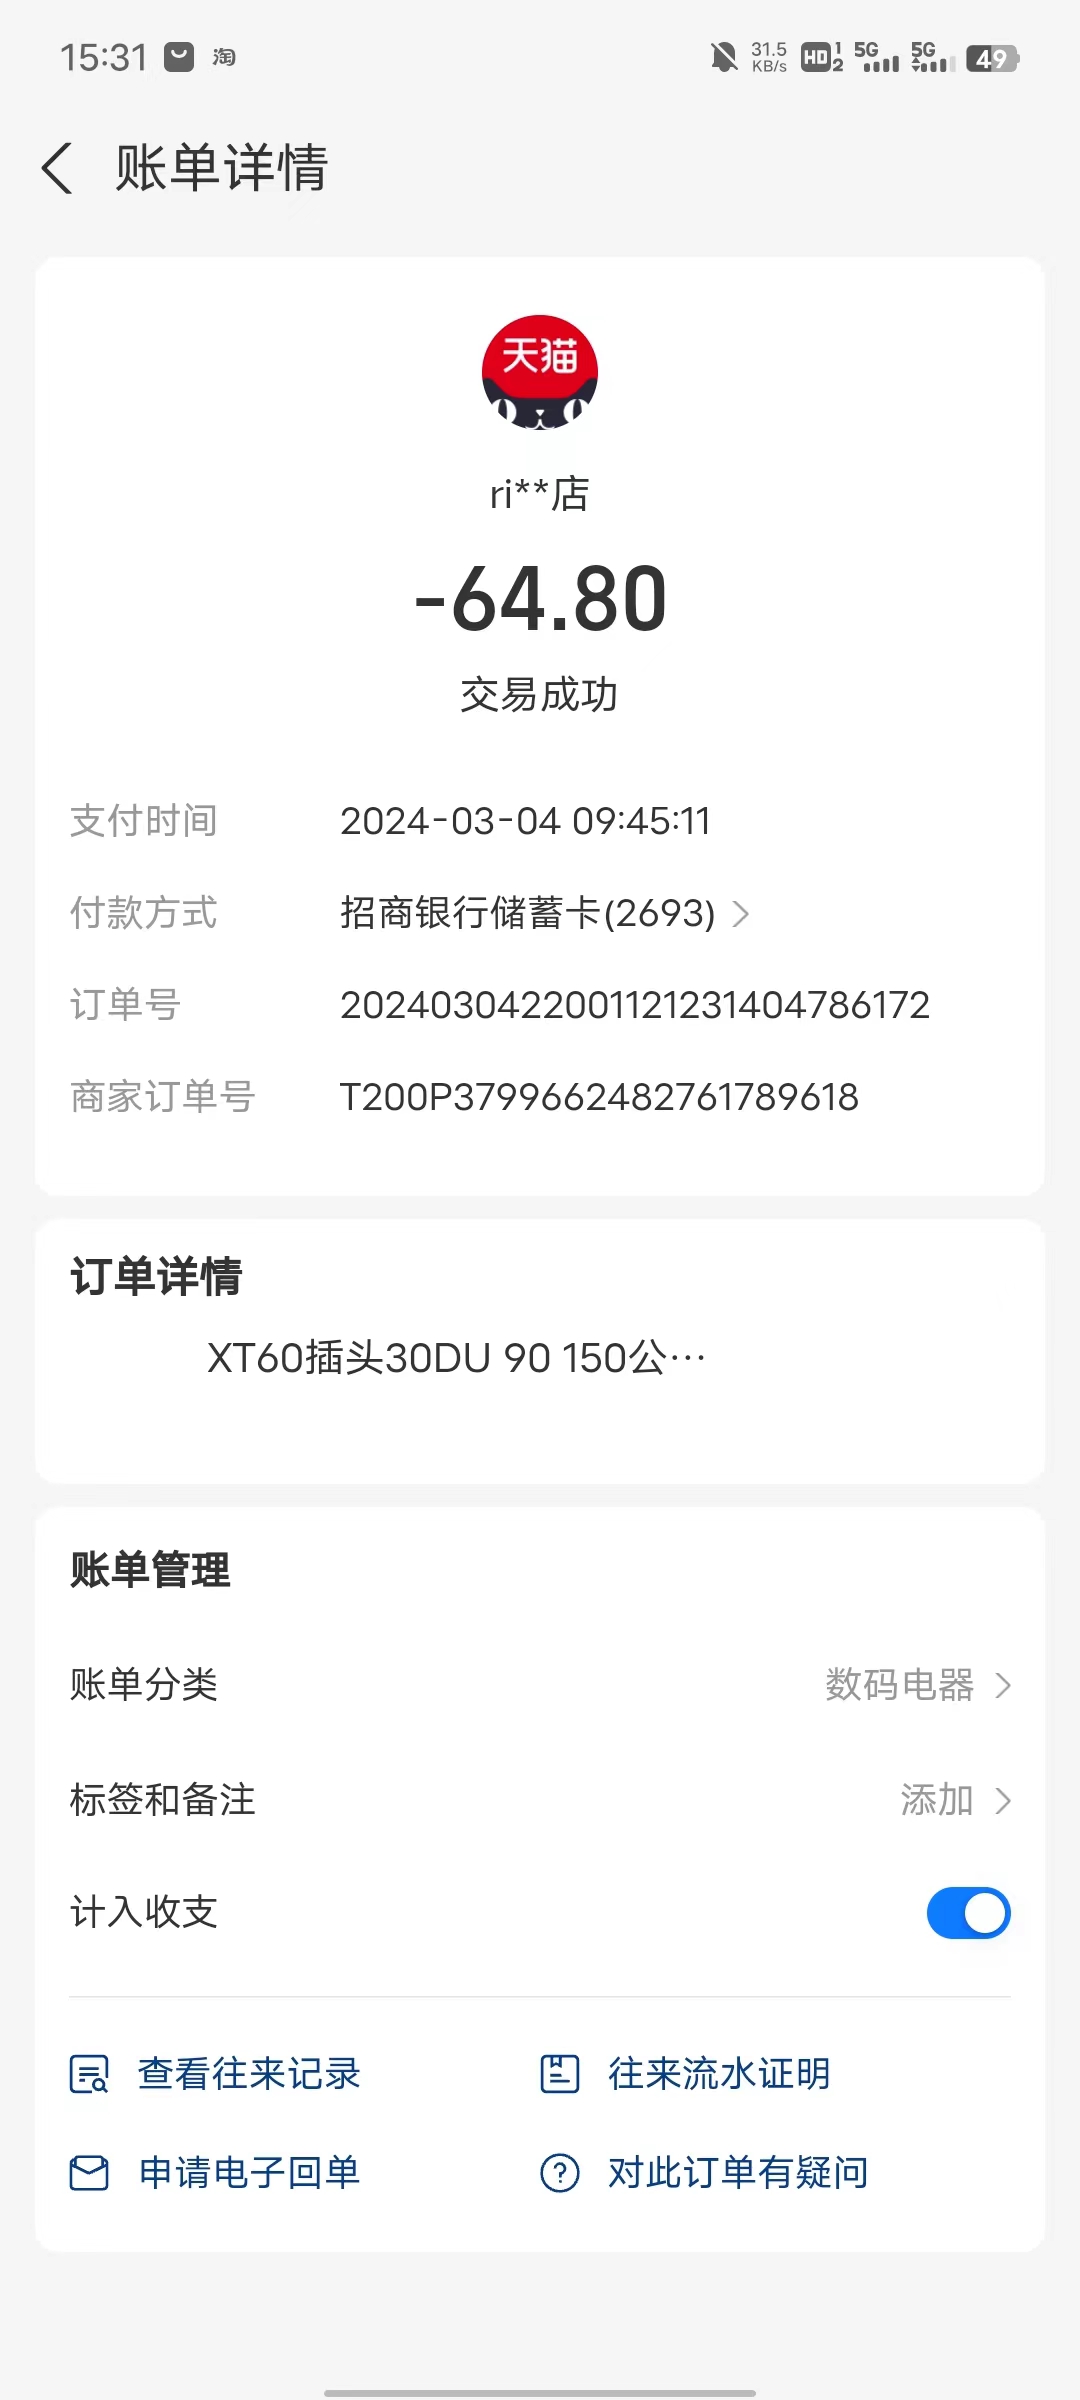 15:31 淘 31.5 KB/s HD 1 2 5G 5G 49
账单详情
天猫
ri**店
-64.80
交易成功
支付时间 2024-03-04 09:45:11
付款方式 招商银行储蓄卡(2693)
订单号 2024030422001121231404786172
商家订单号 T200P3799662482761789618
订单详情
XT60插头30DU 90 150公···
账单管理
账单分类 数码电器
标签和备注 添加
计入收支
查看往来记录 往来流水证明
申请电子回单 对此订单有疑问